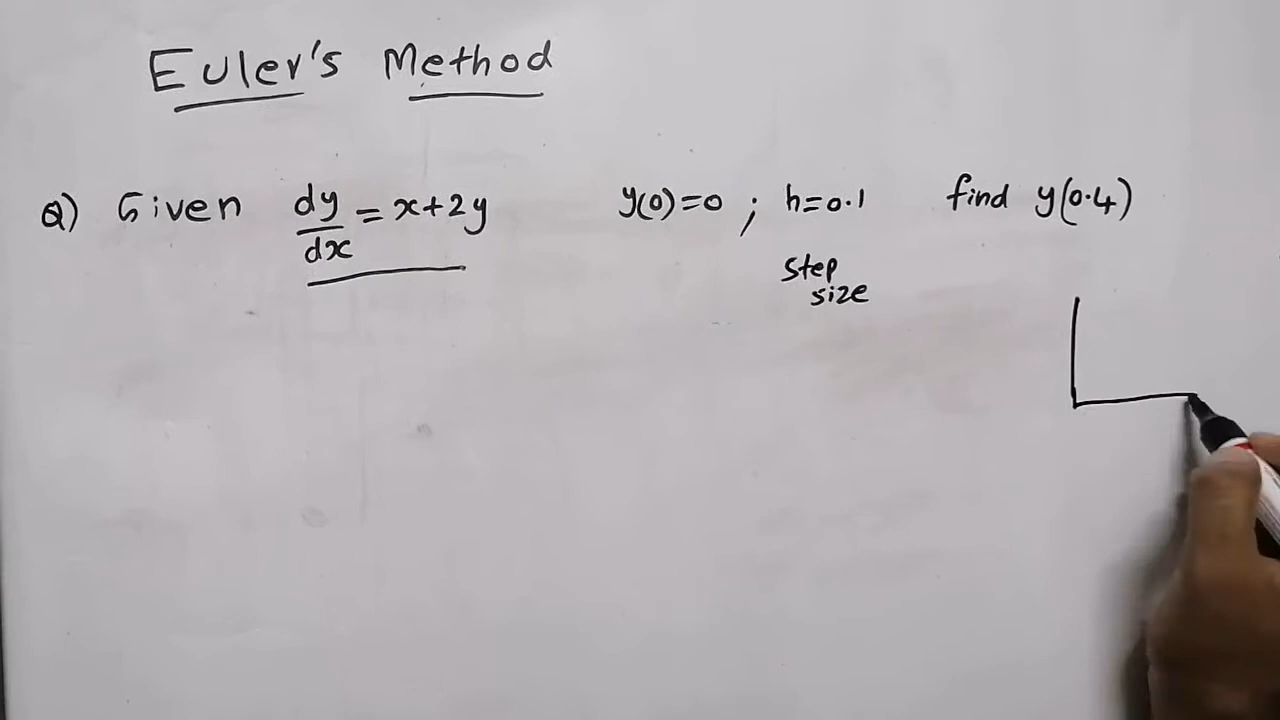 Euler's Method
Q) Given dy/dx = x+2y y(0)=0 ; h=0.1 find y(0.4)
step
size